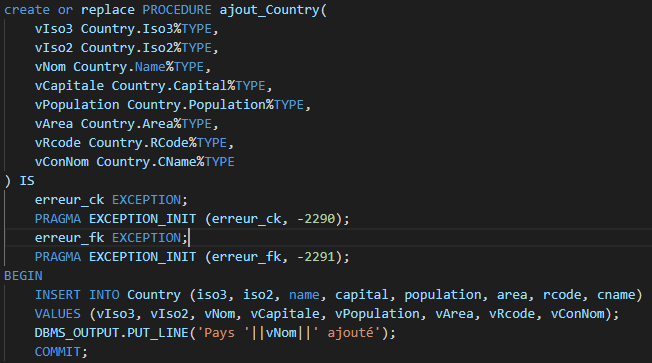 create or replace PROCEDURE ajout_Country(
    vIso3 Country.Iso3%TYPE,
    vIso2 Country.Iso2%TYPE,
    vNom Country.Name%TYPE,
    vCapitale Country.Capital%TYPE,
    vPopulation Country.Population%TYPE,
    vArea Country.Area%TYPE,
    vRcode Country.RCode%TYPE,
    vConNom Country.CName%TYPE
) IS
    erreur_ck EXCEPTION;
    PRAGMA EXCEPTION_INIT (erreur_ck, -2290);
    erreur_fk EXCEPTION;
    PRAGMA EXCEPTION_INIT (erreur_fk, -2291);
BEGIN
    INSERT INTO Country (iso3, iso2, name, capital, population, area, rcode, cname)
    VALUES (vIso3, vIso2, vNom, vCapitale, vPopulation, vArea, vRcode, vConNom);
    DBMS_OUTPUT.PUT_LINE('Pays '||vNom||' ajouté');
    COMMIT;